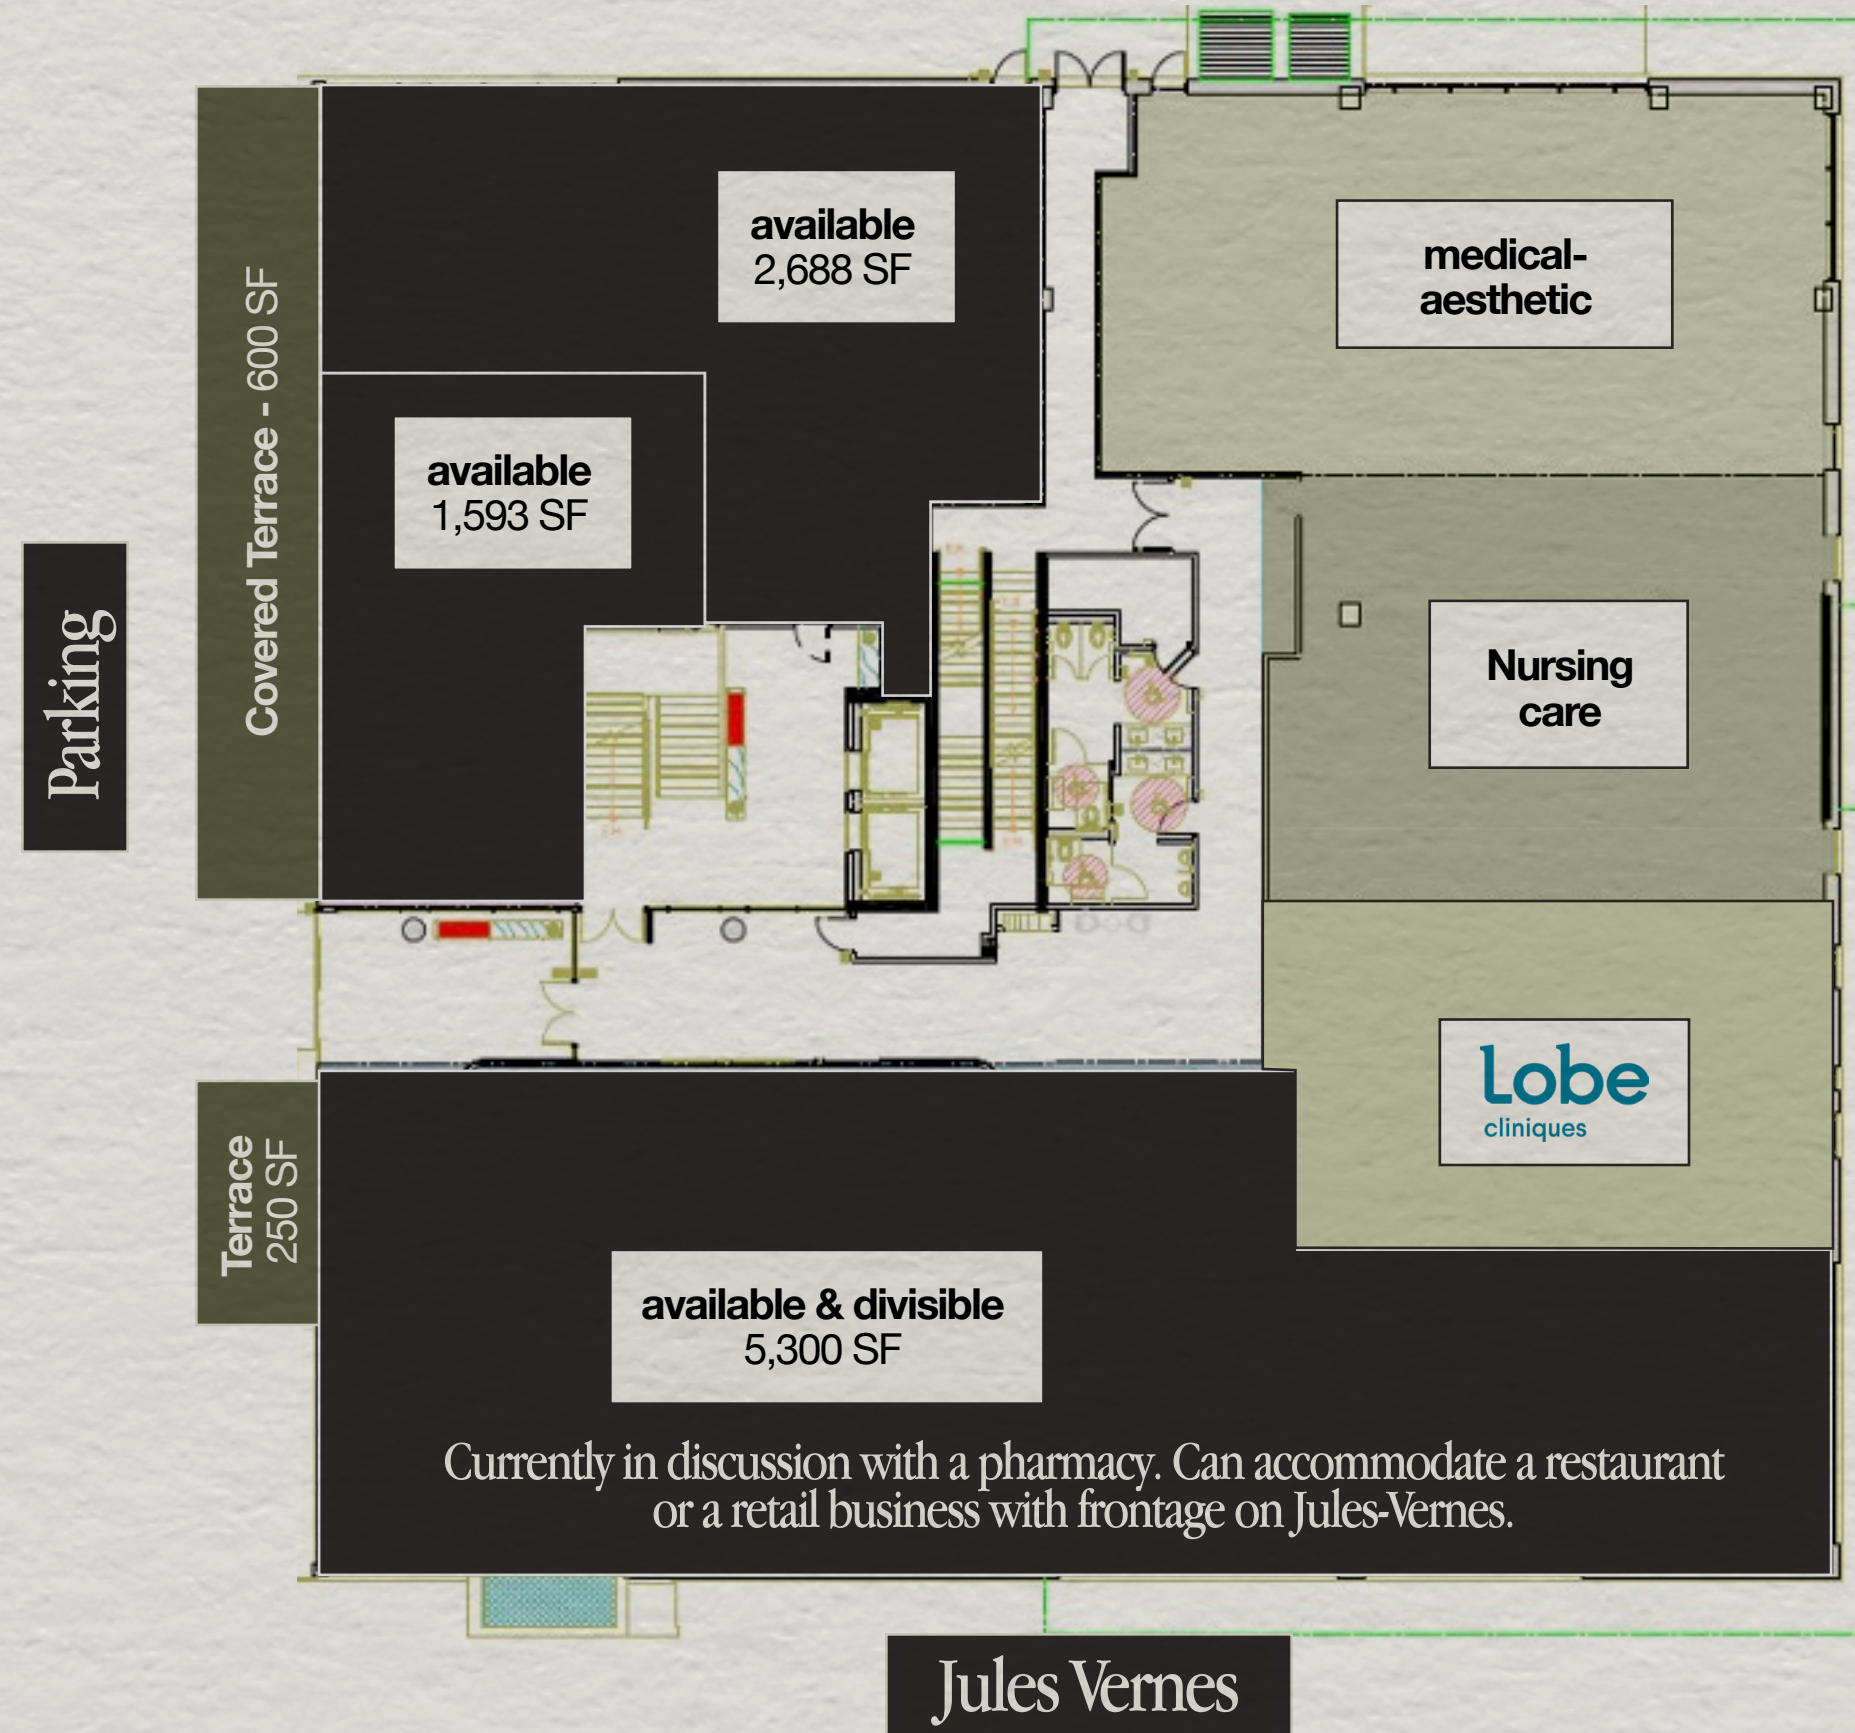 available
2,688 SF
medical-
aesthetic
Covered Terrace - 600 SF
available
1,593 SF
Parking
Nursing
care
Lobe
cliniques
Terrace
250 SF
available & divisible
5,300 SF
Currently in discussion with a pharmacy. Can accommodate a restaurant
or a retail business with frontage on Jules-Vernes.
Jules Vernes